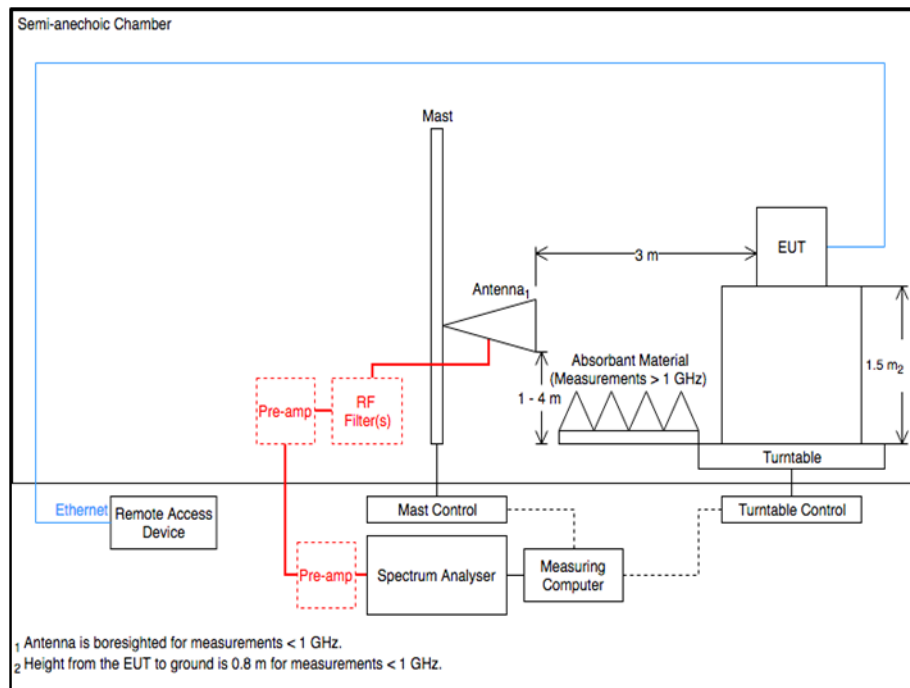 Semi-anechoic Chamber
Mast
EUT
3 m
Antenna1
1.5 m2
Absorbant Material
(Measurements > 1 GHz)
1 - 4 m
Pre-amp
RF
Filter(s)
Turntable
Ethernet
Remote Access
Device
Mast Control
Turntable Control
Pre-amp
Spectrum Analyser
Measuring
Computer
1 Antenna is boresighted for measurements < 1 GHz.
2 Height from the EUT to ground is 0.8 m for measurements < 1 GHz.